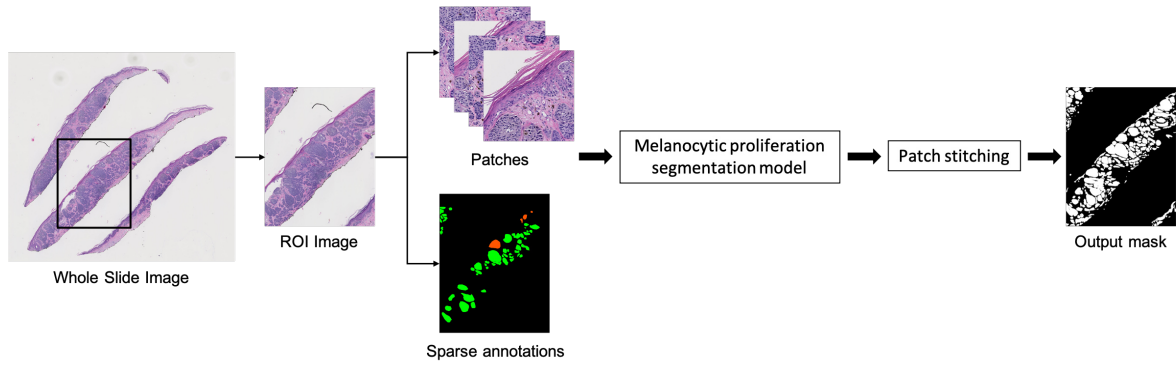 Whole Slide Image
ROI Image
Patches
Sparse annotations
Melanocytic proliferation
segmentation model
Patch stitching
Output mask